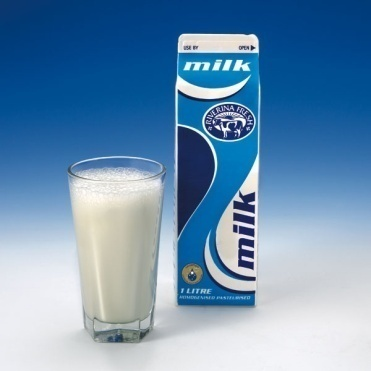 USE BY OPEN
milk
RIVERINA FRESH
milk
1 LITRE
HOMOGENISED PASTEURISED